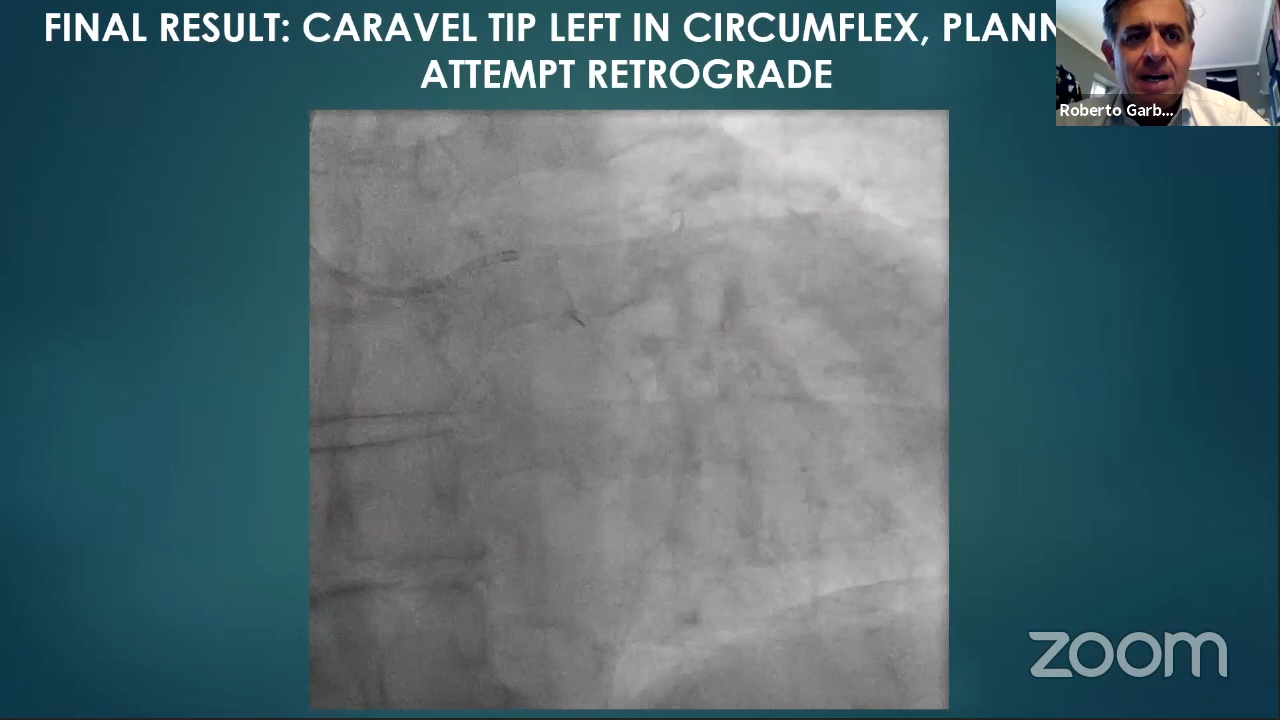 FINAL RESULT: CARAVEL TIP LEFT IN CIRCUMFLEX, PLANN
ATTEMPT RETROGRADE
Roberto Garb...
zoom